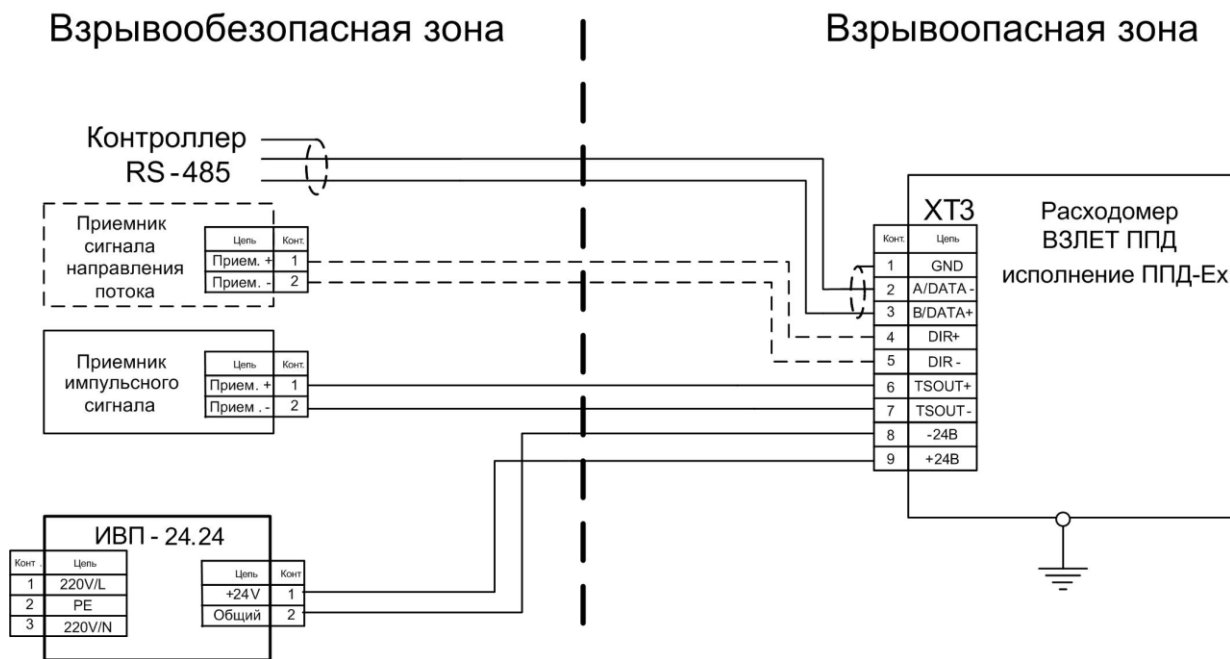 Взрывообезопасная зона
Взрывоопасная зона
Контроллер
RS - 485
Приемник
сигнала
направления
потока
Цепь Конт.
Прием. + 1
Прием. - 2
Приемник
импульсного
сигнала
Цепь Конт.
Прием. + 1
Прием . - 2
ИВП - 24.24
Конт . Цепь
1 220V/L
2 PE
3 220V/N
Цепь Конт
+24V 1
Общий 2
XT3
Конт. Цепь
1 GND
2 A/DATA -
3 B/DATA+
4 DIR+
5 DIR -
6 TSOUT+
7 TSOUT -
8 -24В
9 +24В
Расходомер
ВЗЛЕТ ППД
исполнение ППД-Ех